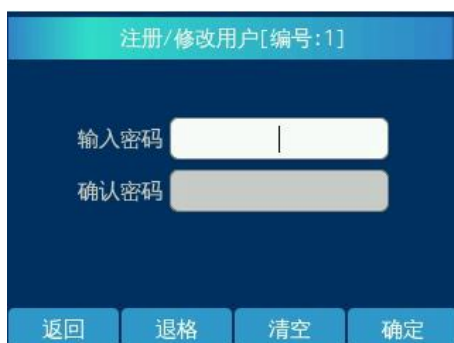 注册/修改用户[编号:1]
输入密码
确认密码
返回 退格 清空 确定